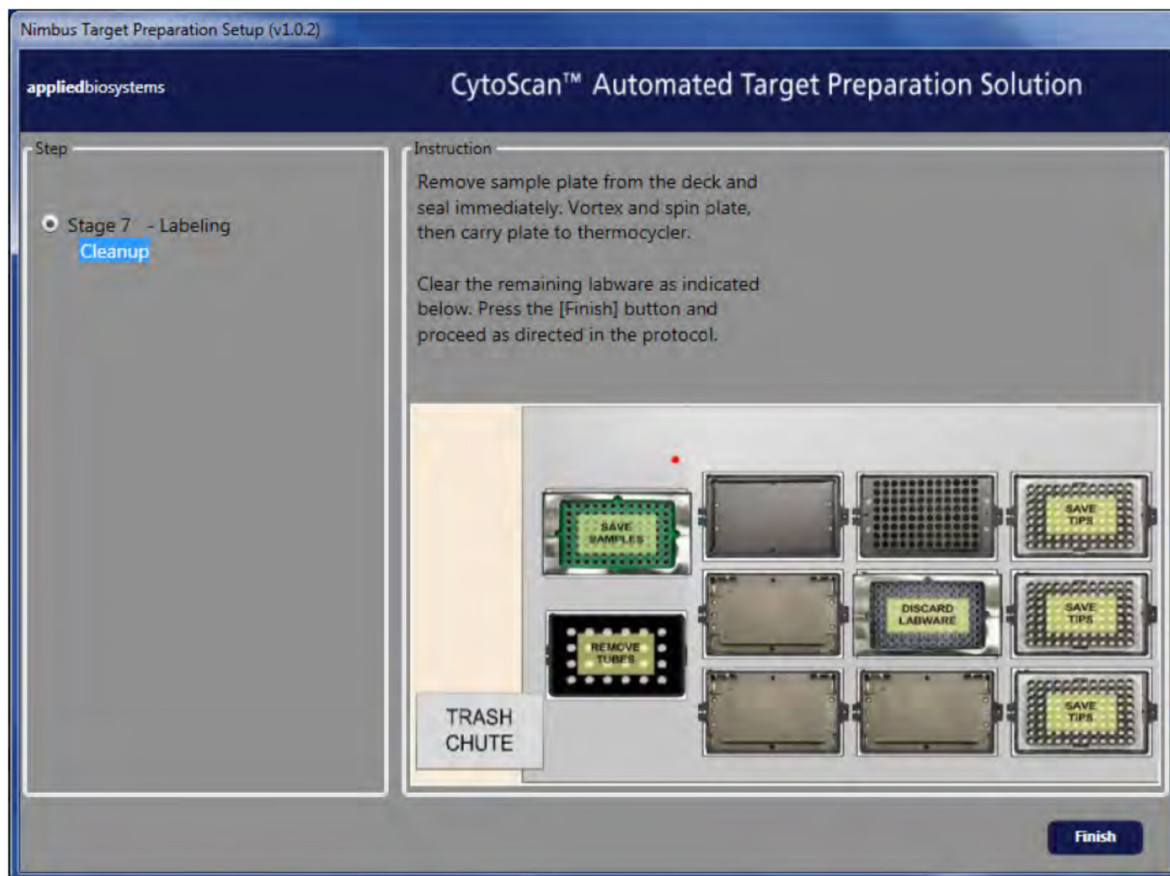 Nimbus Target Preparation Setup (v1.0.2)
appliedbiosystems
CytoScan™ Automated Target Preparation Solution
Step
Stage 7 - Labeling
Cleanup
Instruction
Remove sample plate from the deck and
seal immediately. Vortex and spin plate,
then carry plate to thermocycler.
Clear the remaining labware as indicated
below. Press the [Finish] button and
proceed as directed in the protocol.
SAVE
SAMPLES
SAVE
TIPS
REMOVE
TUBES
DISCARD
LABWARE
SAVE
TIPS
SAVE
TIPS
TRASH
CHUTE
Finish